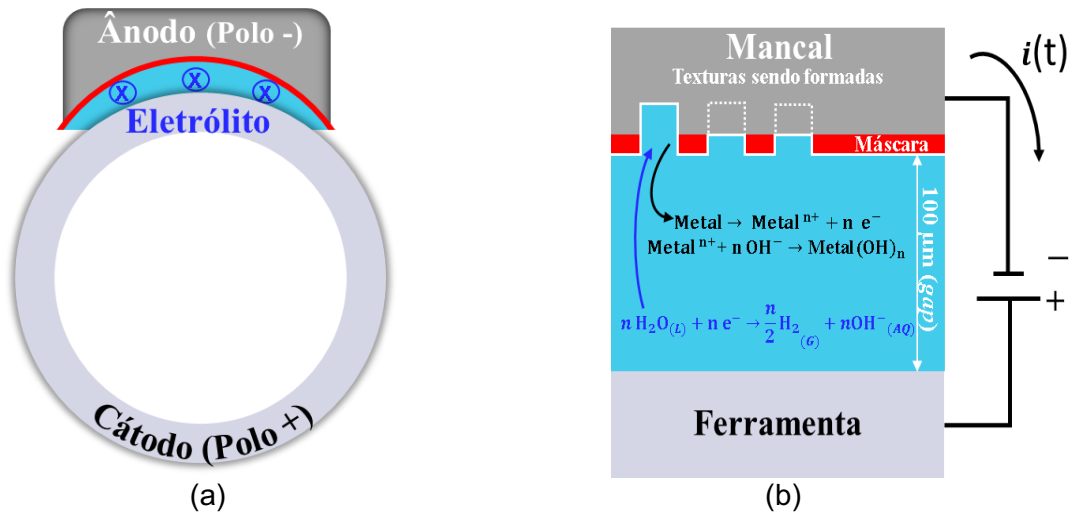 Ânodo (Polo -)
X X X
Eletrólito
Cátodo (Polo +)
(a)
Mancal
Texturas sendo formadas
i(t)
Máscara
Metal → Metal ⁿ⁺ + n e⁻
Metal ⁿ⁺ + n OH⁻ → Metal(OH)ₙ
100 µm (gap)
−
+
n H₂O(L) + n e⁻ → n/2 H₂ (G) + nOH⁻(AQ)
Ferramenta
(b)